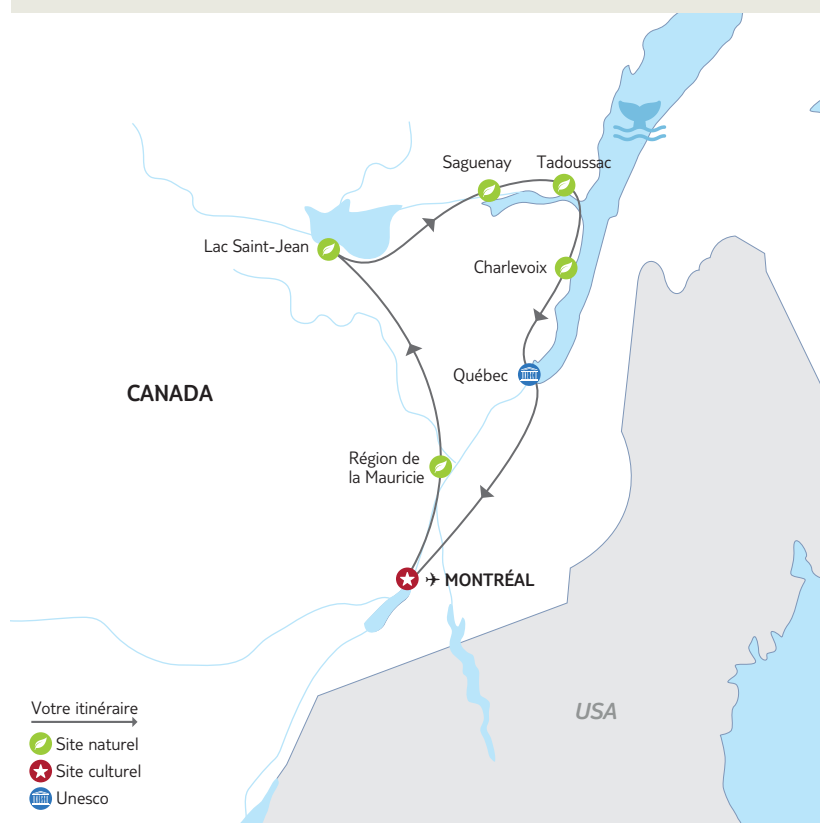 Saguenay
Tadoussac
Lac Saint-Jean
Charlevoix
Québec
CANADA
Région de
la Mauricie
MONTRÉAL
USA
Votre itinéraire
Site naturel
Site culturel
Unesco